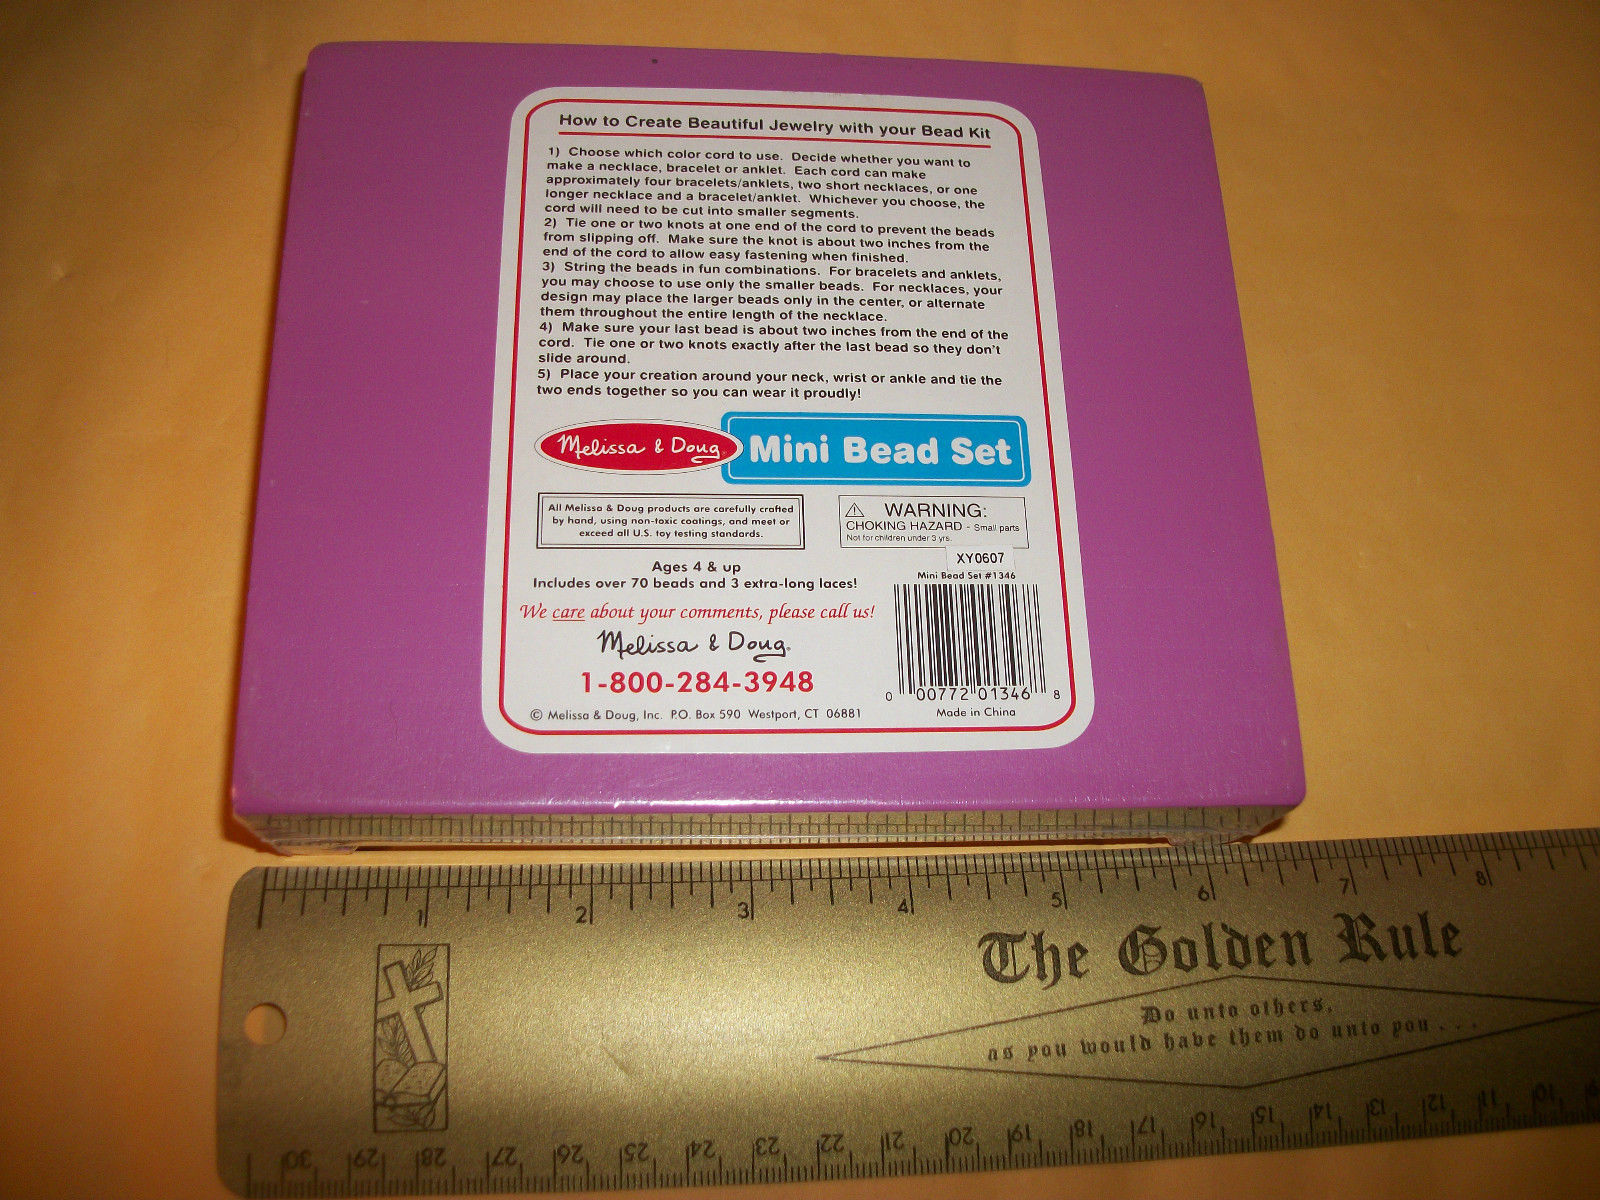 How to Create Beautiful Jewelry with your Bead Kit
1) Choose which color cord to use. Decide whether you want to
make a necklace, bracelet or anklet. Each cord can make
approximately four bracelets/anklets, two short necklaces, or one
longer necklace and a bracelet/anklet. Whichever you choose, the
cord will need to be cut into smaller segments.
2) Tie one or two knots at one end of the cord to prevent the beads
from slipping off. Make sure the knot is about two inches from the
end of the cord to allow easy fastening when finished.
3) String the beads in fun combinations. For bracelets and anklets,
you may choose to use only the smaller beads. For necklaces, your
design may place the larger beads only in the center, or alternate
them throughout the entire length of the necklace.
4) Make sure your last bead is about two inches from the end of the
cord. Tie one or two knots exactly after the last bead so they don't
slide around.
5) Place your creation around your neck, wrist or ankle and tie the
two ends together so you can wear it proudly!
Melissa & Doug Mini Bead Set
All Melissa & Doug products are carefully crafted
by hand, using non-toxic coatings, and meet or
exceed all U.S. toy testing standards.
WARNING:
CHOKING HAZARD - Small parts
Not for children under 3 yrs.
XY0607
Mini Bead Set #1346
Ages 4 & up
Includes over 70 beads and 3 extra-long laces!
We care about your comments, please call us!
Melissa & Doug.
1-800-284-3948
0 00772 01346 8
© Melissa & Doug, Inc. P.O. Box 590 Westport, CT 06881
Made in China
1 2 3 4 5 6 7 8
The Golden Rule
Do unto others,
as you would have them do unto you . . .
30 29 28 27 26 25 24 23 22 21 20 19 18 17 16 15 14 13 12 11 10 9